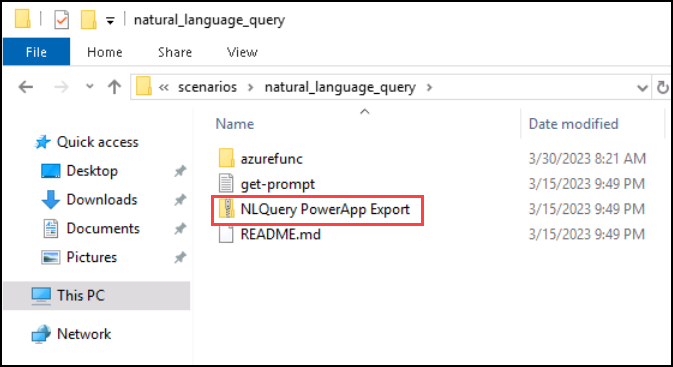 natural_language_query
File Home Share View
« scenarios > natural_language_query >
Name Date modified
Quick access
Desktop
Downloads
Documents
Pictures
This PC
Network
azurefunc 3/30/2023 8:21 AM
get-prompt 3/15/2023 9:49 PM
NLQuery PowerApp Export 3/15/2023 9:49 PM
README.md 3/15/2023 9:49 PM